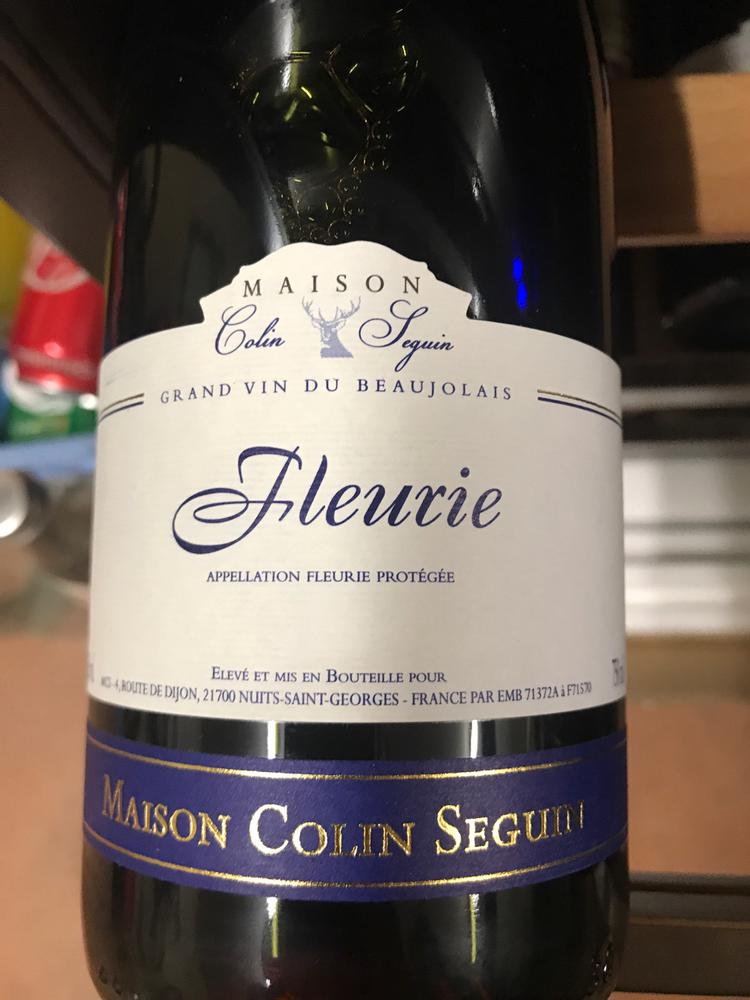 MAISON
Colin Seguin
GRAND VIN DU BEAUJOLAIS
Fleurie
APPELLATION FLEURIE PROTÉGÉE
ELEVÉ ET MIS EN BOUTEILLE POUR
4, ROUTE DE DIJON, 21700 NUITS-SAINT-GEORGES - FRANCE PAR EMB 71372A à F71570
MAISON COLIN SEGUIN